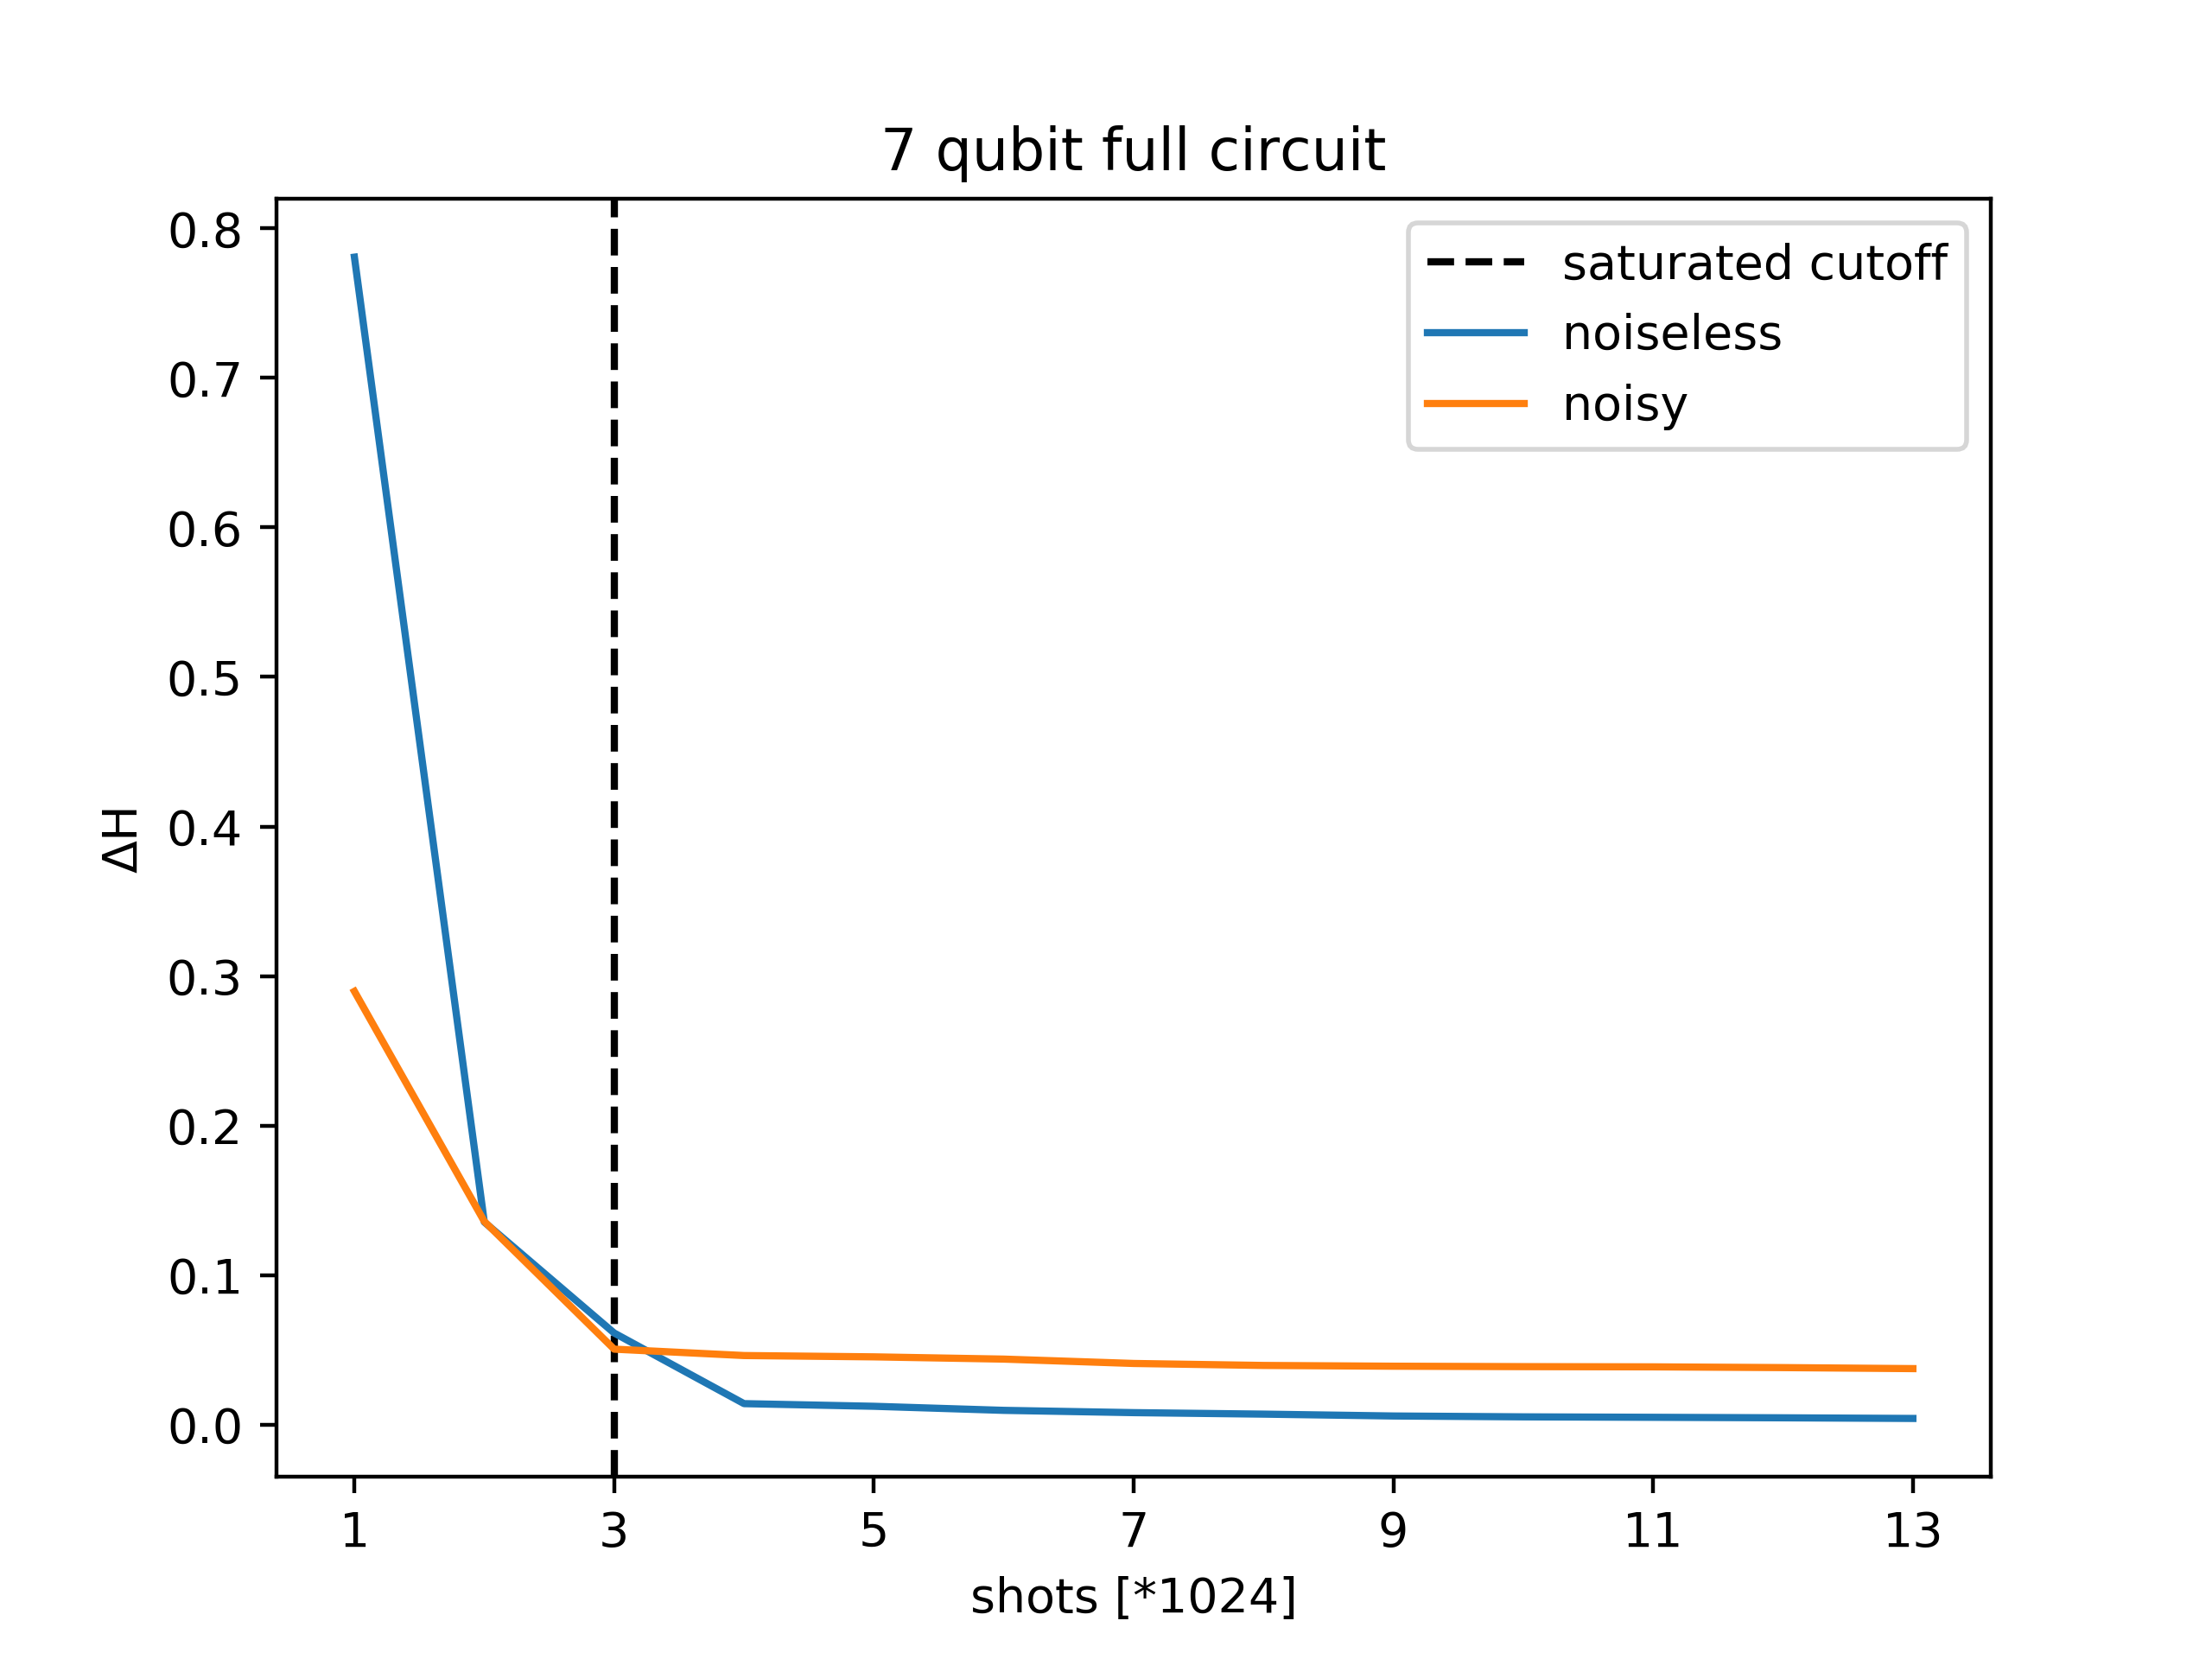 7 qubit full circuit
saturated cutoff
noiseless
noisy
ΔH
0.8
0.7
0.6
0.5
0.4
0.3
0.2
0.1
0.0
1 3 5 7 9 11 13
shots [*1024]